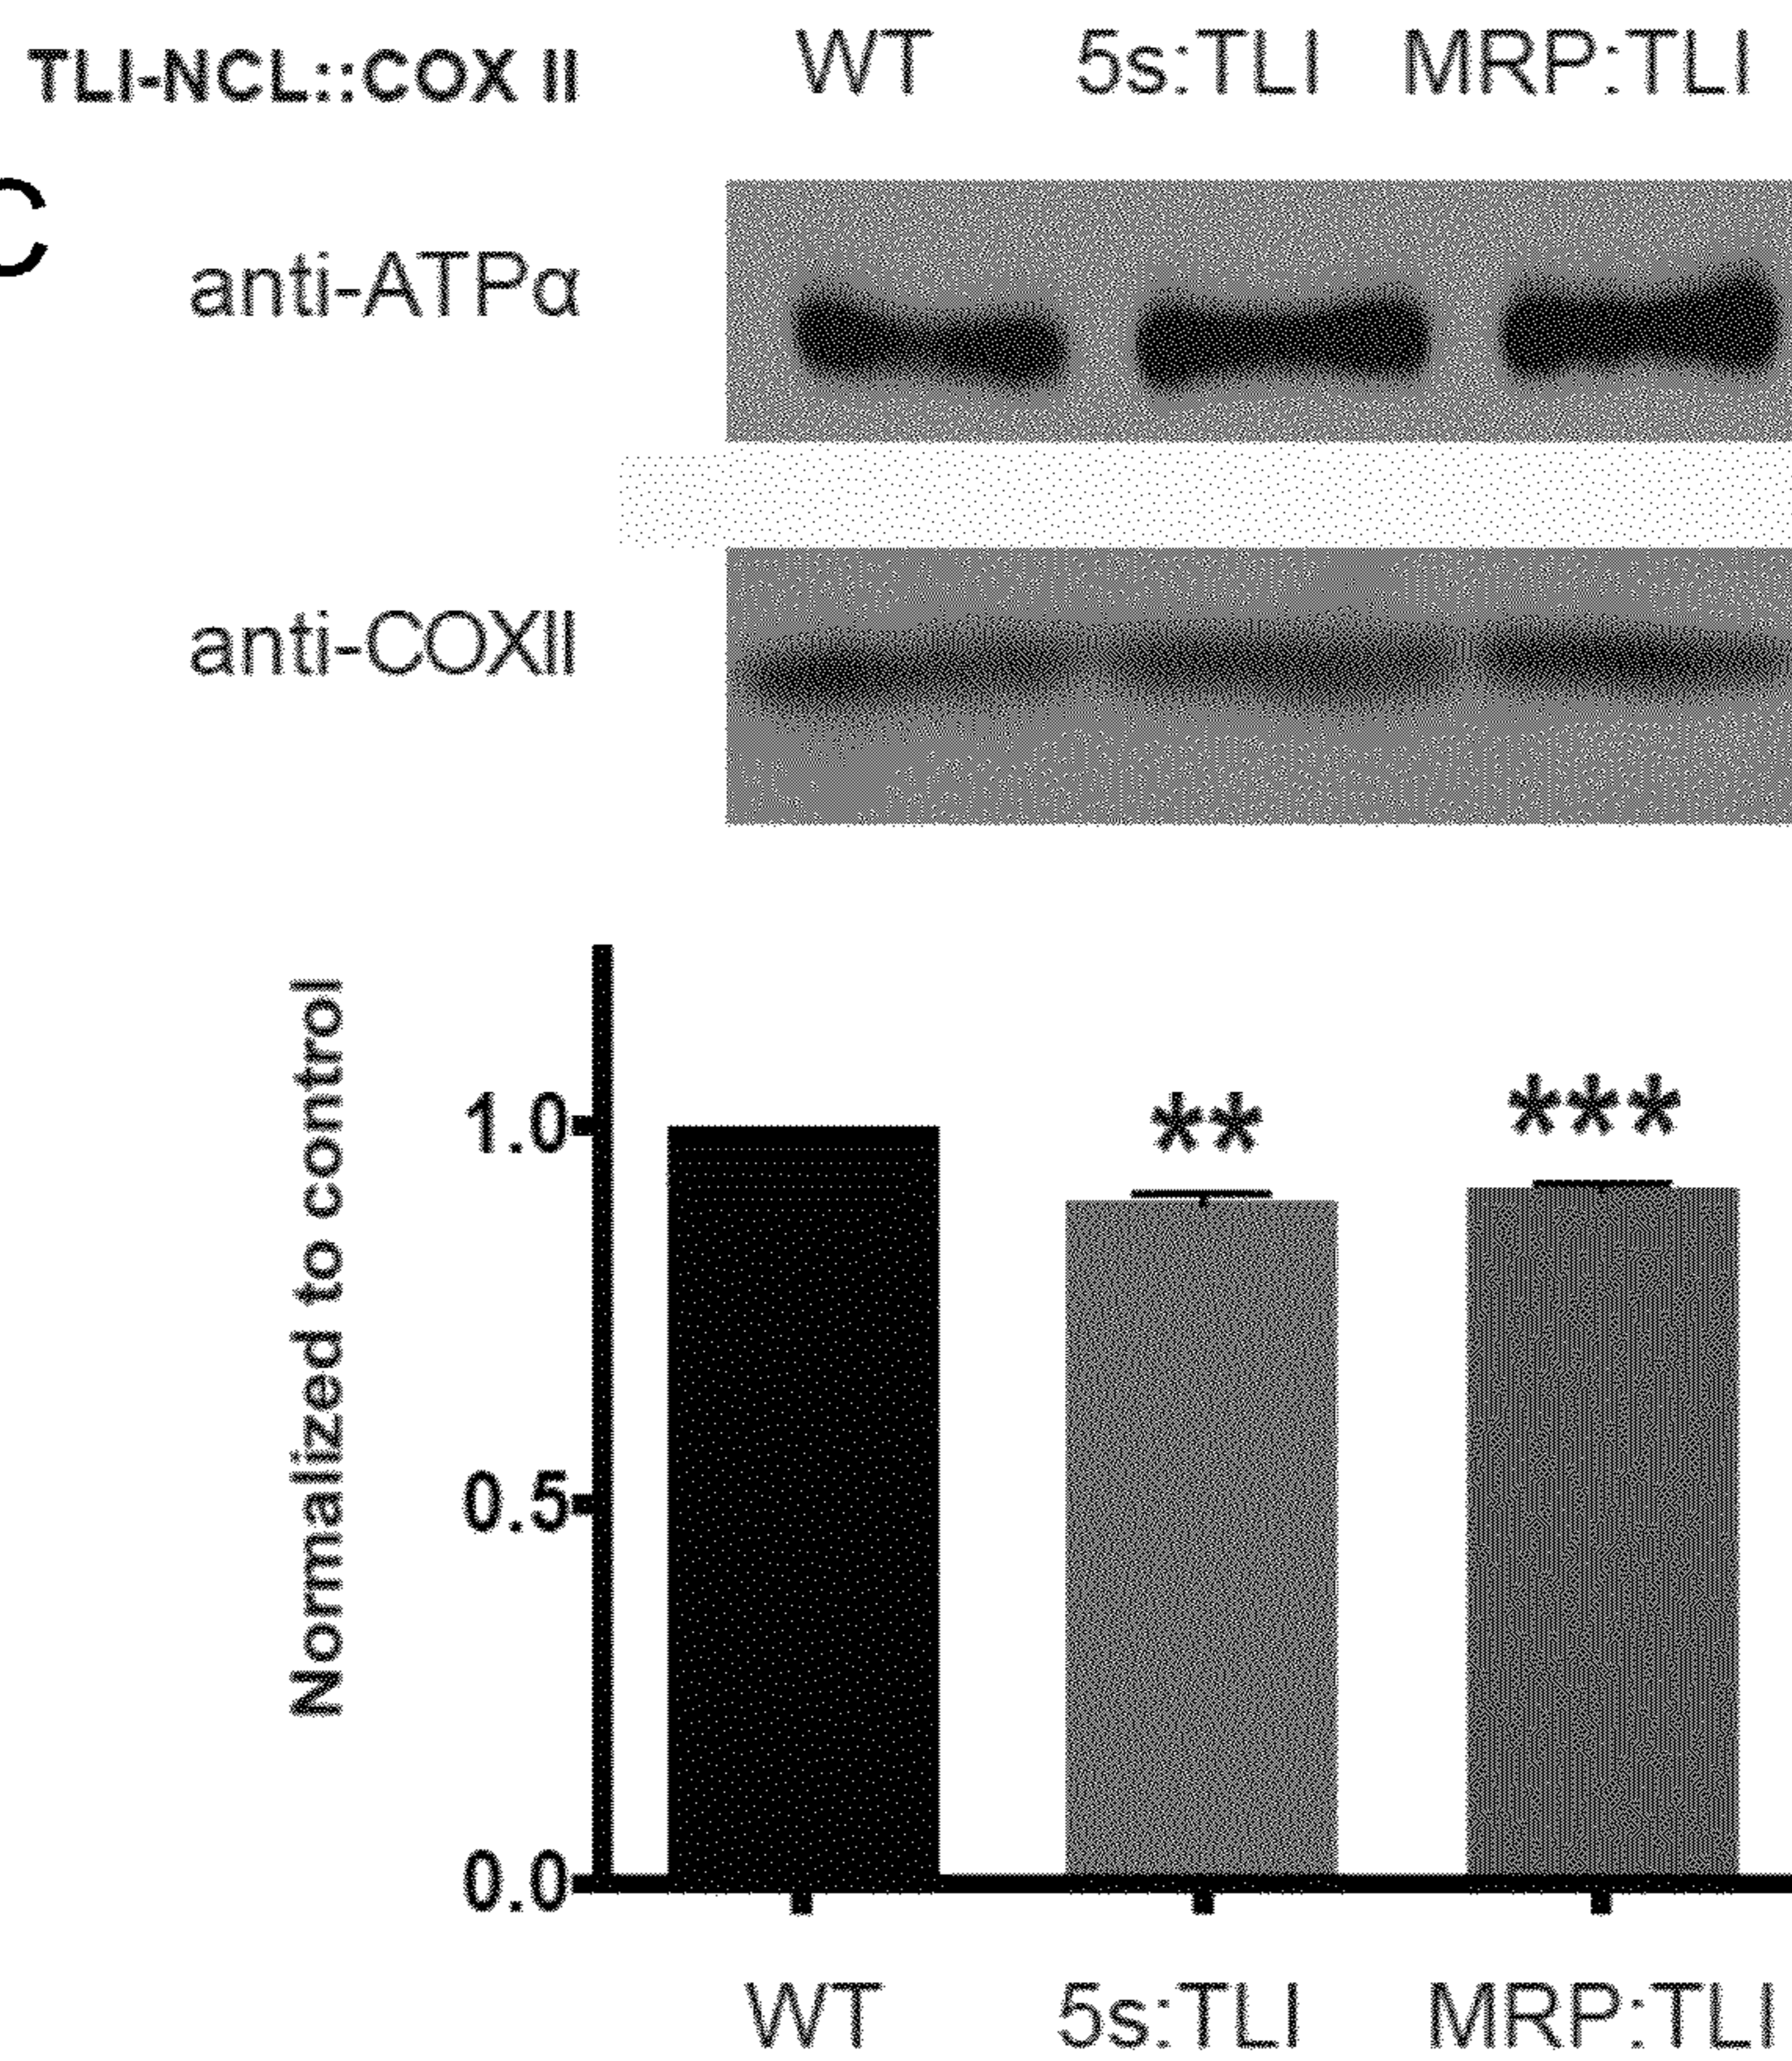 TLI-NCL::COX II
WT 5s:TLI MRP:TLI
C
anti-ATPα
anti-COXII
Normalized to control
1.0
0.5
0.0
**
***
WT 5s:TLI MRP:TLI